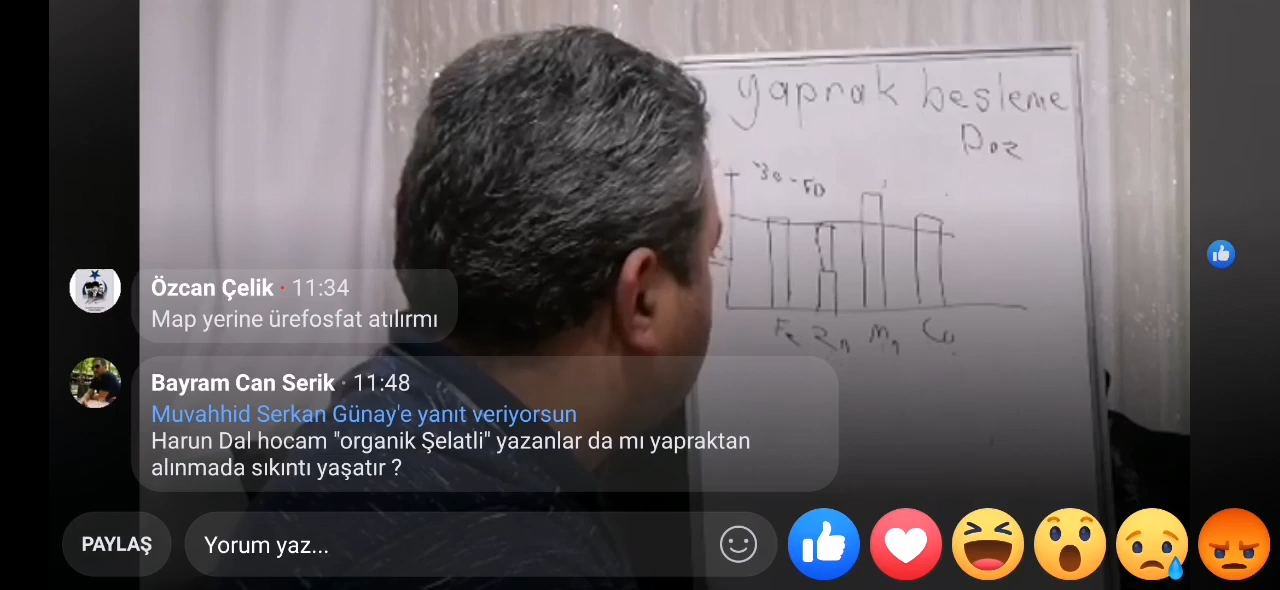 yaprak besleme
Doz
Fe Zn Mn Cu
Özcan Çelik · 11:34
Map yerine ürefosfat atılırmı
Bayram Can Serik · 11:48
Muvahhid Serkan Günay'e yanıt veriyorsun
Harun Dal hocam "organik Şelatli" yazanlar da mı yapraktan
alınmada sıkıntı yaşatır ?
PAYLAŞ
Yorum yaz...